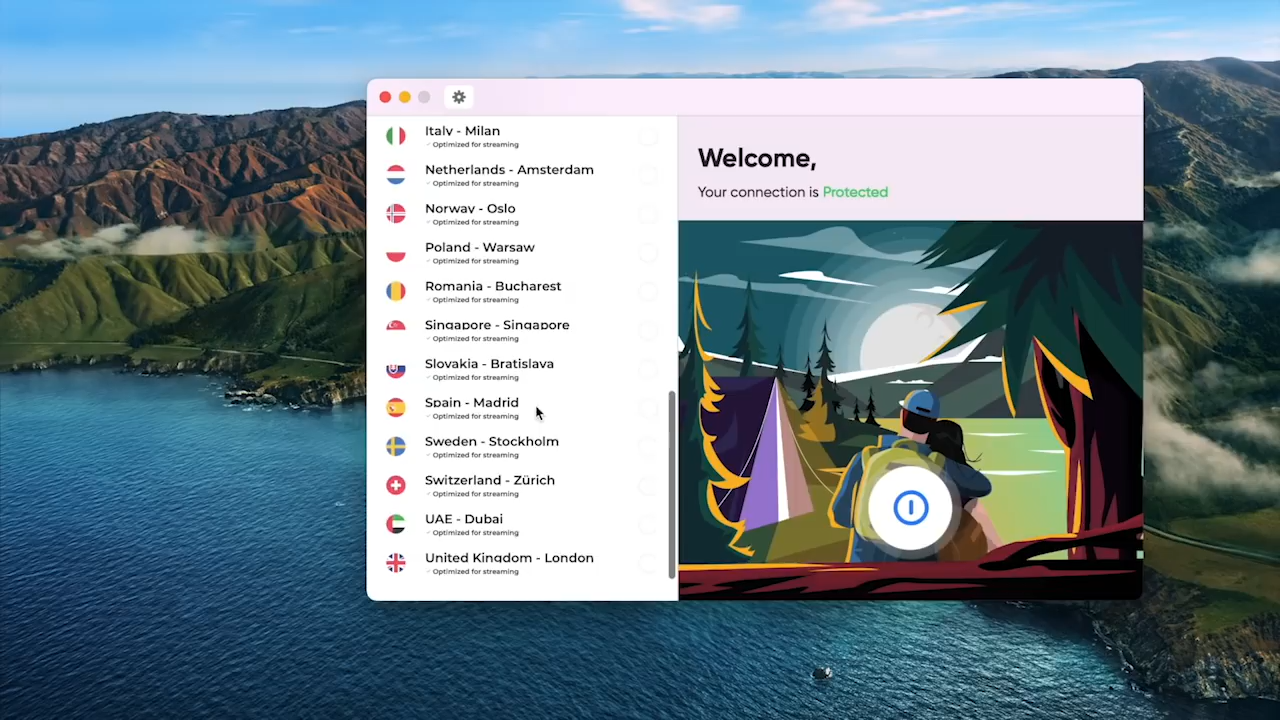 Italy - Milan
Optimized for streaming
Netherlands - Amsterdam
Optimized for streaming
Norway - Oslo
Optimized for streaming
Poland - Warsaw
Optimized for streaming
Romania - Bucharest
Optimized for streaming
Singapore - Singapore
Optimized for streaming
Slovakia - Bratislava
Optimized for streaming
Spain - Madrid
Optimized for streaming
Sweden - Stockholm
Optimized for streaming
Switzerland - Zürich
Optimized for streaming
UAE - Dubai
Optimized for streaming
United Kingdom - London
Optimized for streaming
Welcome,
Your connection is Protected